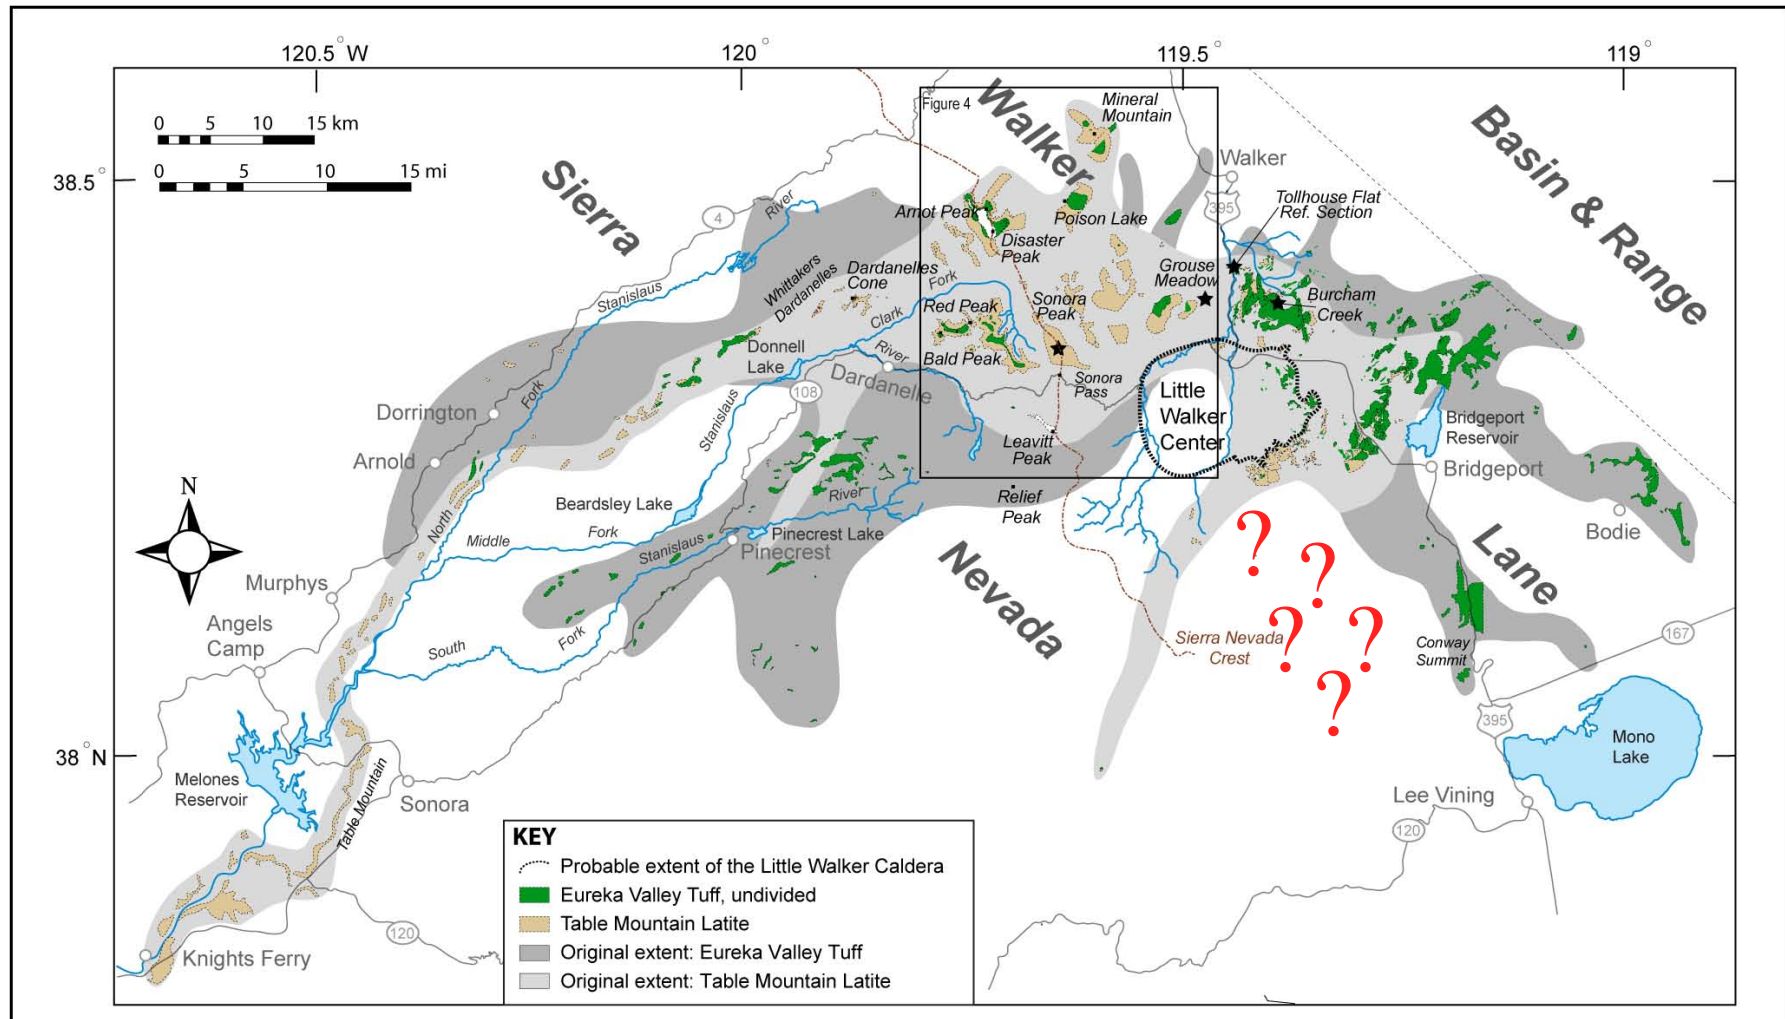 120.5° W
120°
119.5°
119°
0 5 10 15 km
0 5 10 15 mi
38.5°
38° N
Figure 4
Sierra
Nevada
Walker
Lane
Basin & Range
Mineral
Mountain
Walker
395
Tollhouse Flat
Ref. Section
4
River
Stanislaus
Fork
North
Arnot Peak
Poison Lake
Disaster
Peak
Whittakers
Dardanelles
Dardanelles
Cone
Fork
Clark
River
Grouse
Meadow
Burcham
Creek
Red Peak
Sonora
Peak
Bald Peak
Donnell
Lake
Dardanelle
108
Stanislaus
Sonora
Pass
Little
Walker
Center
Dorrington
Arnold
Leavitt
Peak
Bridgeport
Reservoir
Bridgeport
Relief
Peak
Bodie
N
Beardsley Lake
River
Middle
Fork
Stanislaus
Pinecrest Lake
Pinecrest
?
?
?
?
?
Murphys
Angels
Camp
South
Fork
Sierra Nevada
Crest
Conway
Summit
167
395
Mono
Lake
Melones
Reservoir
Table Mountain
Sonora
Lee Vining
120
120
Knights Ferry
KEY
Probable extent of the Little Walker Caldera
Eureka Valley Tuff, undivided
Table Mountain Latite
Original extent: Eureka Valley Tuff
Original extent: Table Mountain Latite